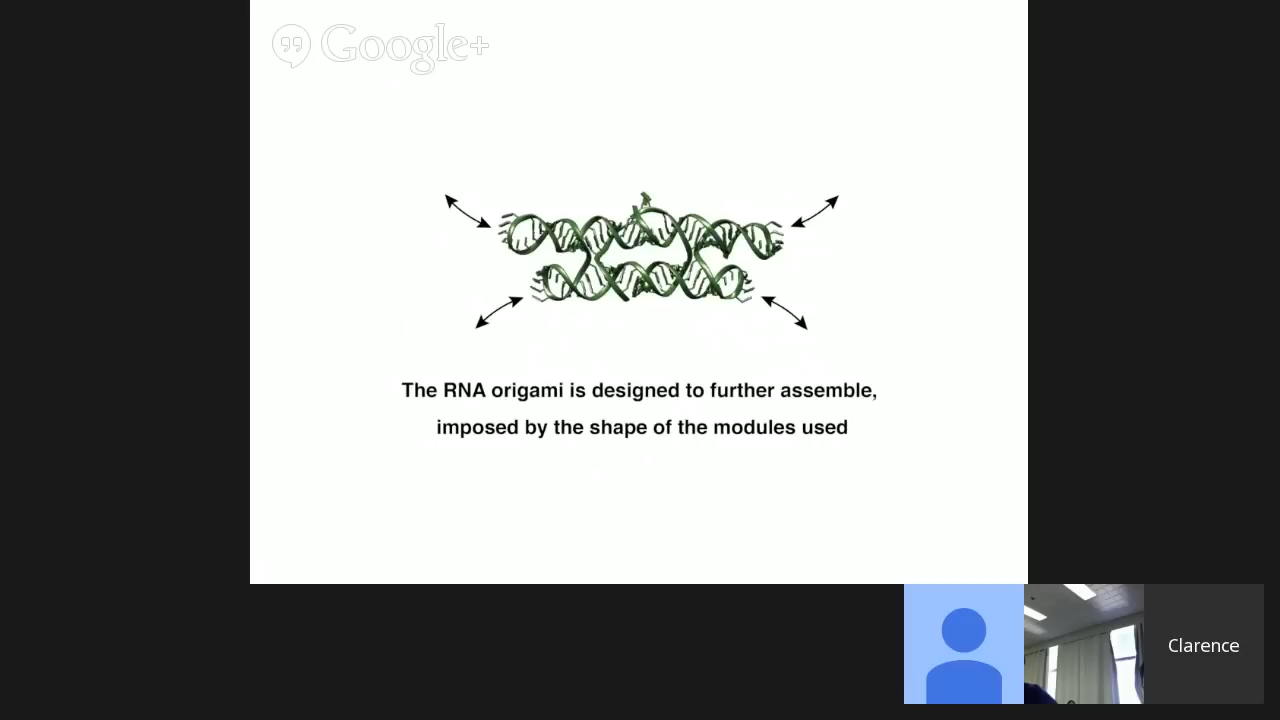 Google+
The RNA origami is designed to further assemble,
imposed by the shape of the modules used
Clarence